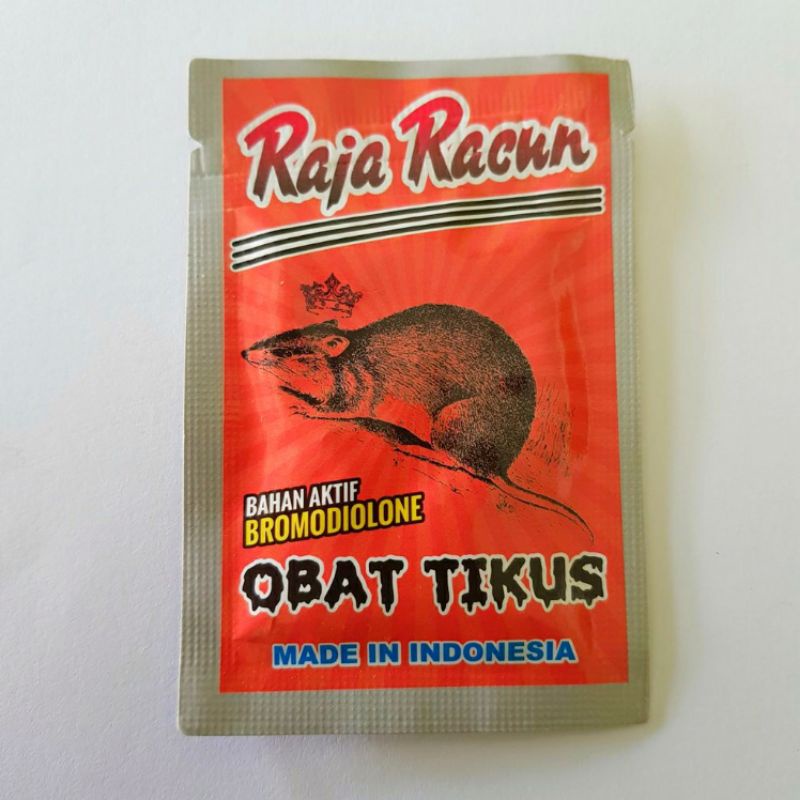 Raja Racun
BAHAN AKTIF
BROMODIOLONE
OBAT TIKUS
MADE IN INDONESIA